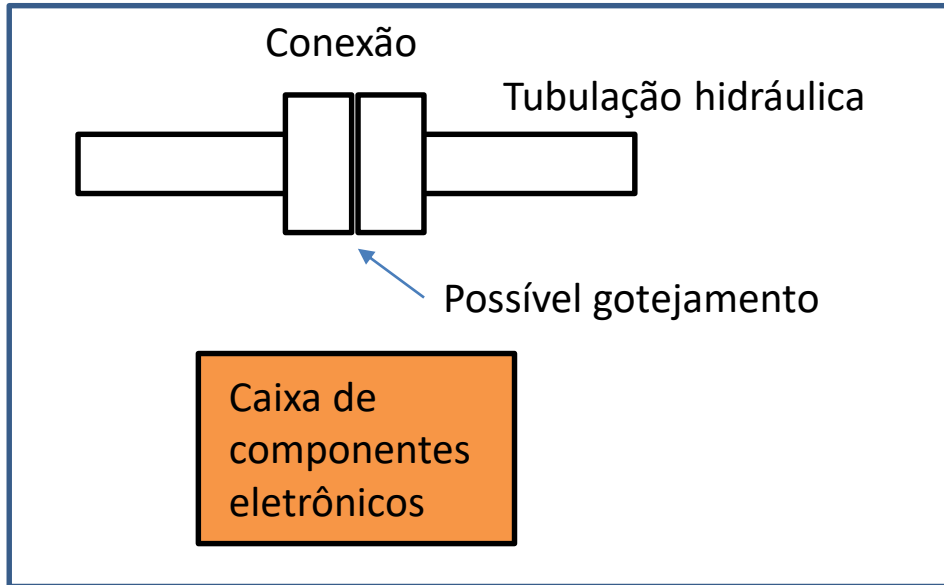 Conexão
Tubulação hidráulica
Possível gotejamento
Caixa de
componentes
eletrônicos